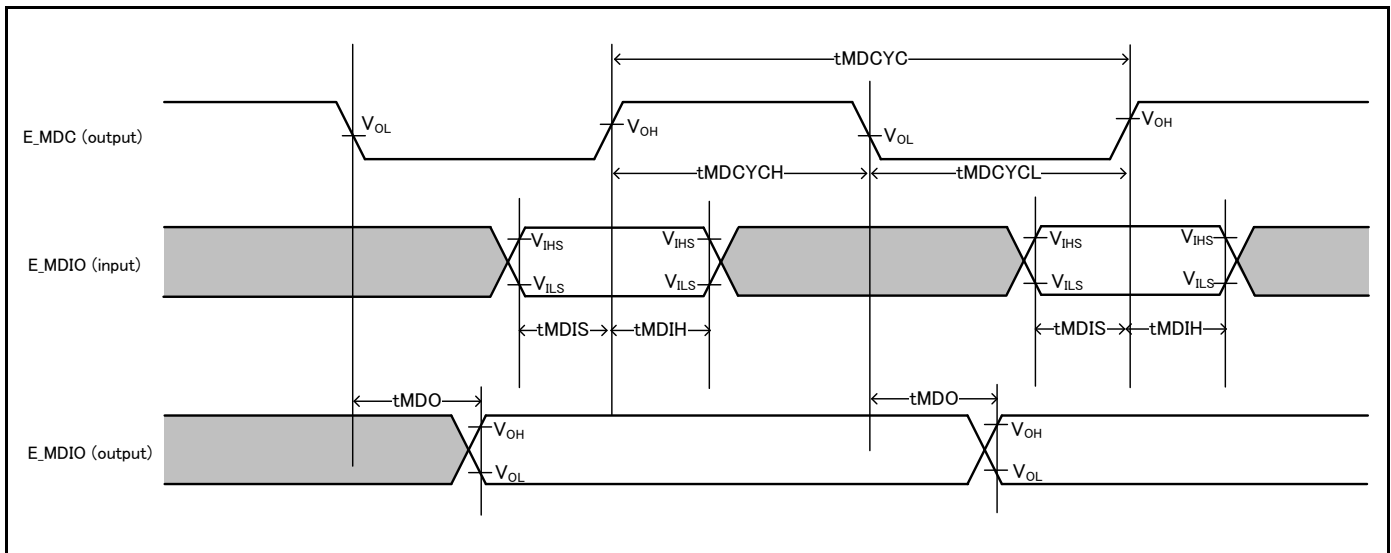 tMDCYC
E_MDC (output)
VOL
VOH
VOL
VOH
tMDCYCH
tMDCYCL
E_MDIO (input)
VIHS
VIHS
VIHS
VIHS
VILS
VILS
VILS
VILS
tMDIS
tMDIH
tMDIS
tMDIH
tMDO
tMDO
E_MDIO (output)
VOH
VOH
VOL
VOL